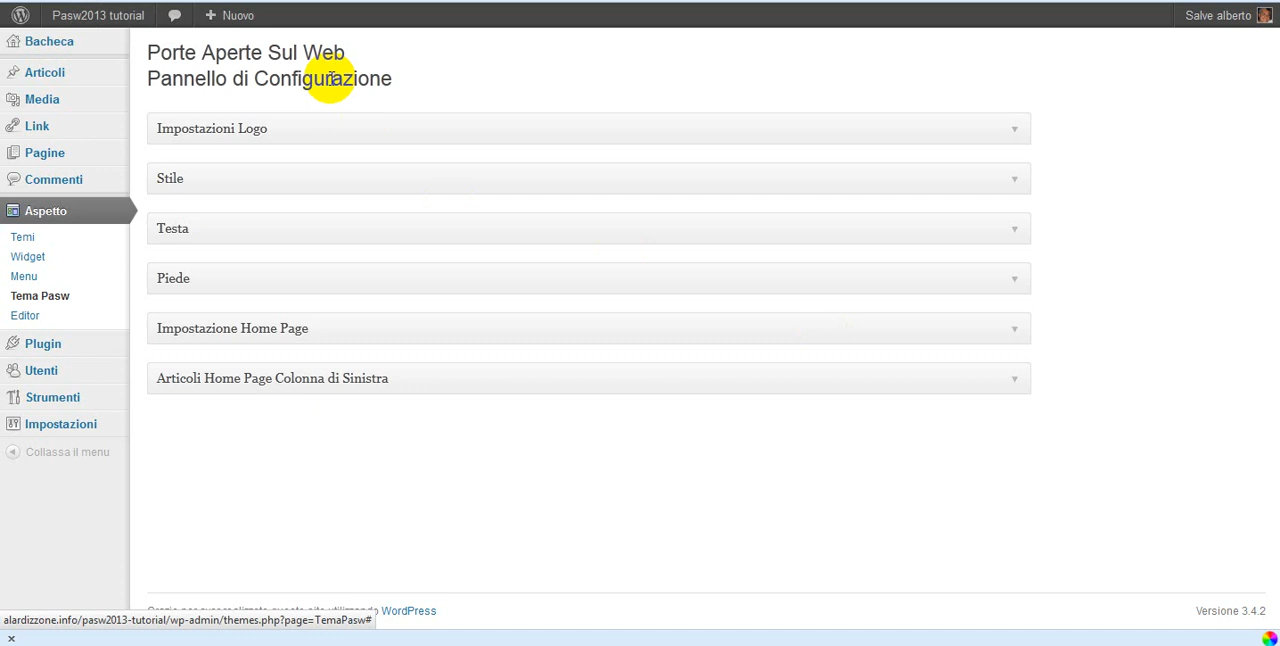 Pasw2013 tutorial
Nuovo
Salve alberto
Bacheca
Articoli
Media
Link
Pagine
Commenti
Aspetto
Temi
Widget
Menu
Tema Pasw
Editor
Plugin
Utenti
Strumenti
Impostazioni
Collassa il menu
Porte Aperte Sul Web
Pannello di Configurazione
Impostazioni Logo
Stile
Testa
Piede
Impostazione Home Page
Articoli Home Page Colonna di Sinistra
WordPress
Versione 3.4.2
alardizzone.info/pasw2013-tutorial/wp-admin/themes.php?page=TemaPasw#